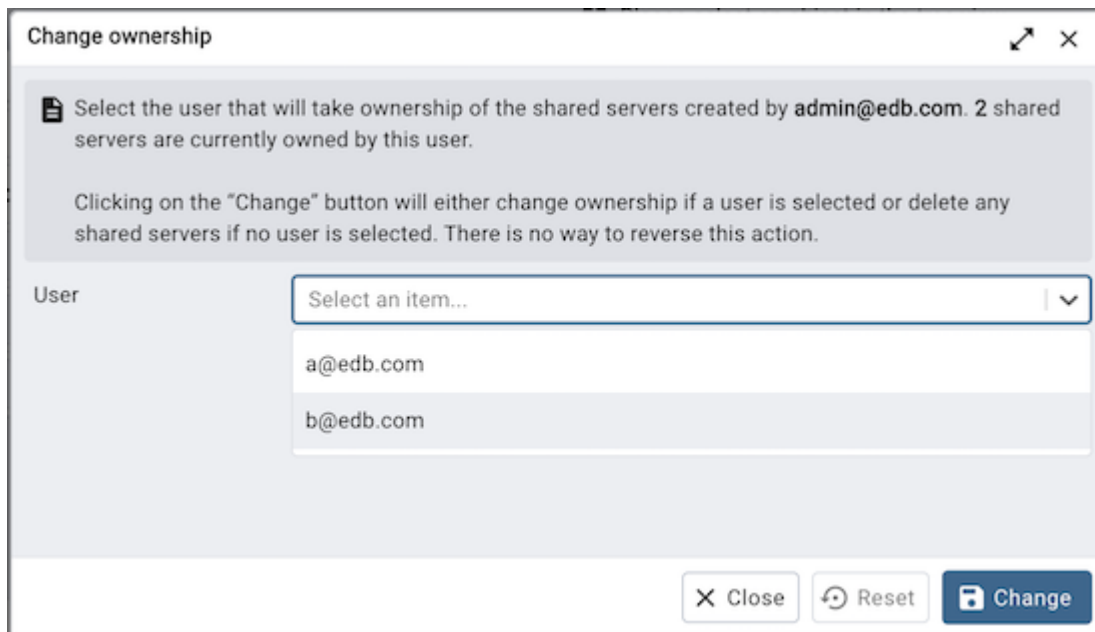 Change ownership
Select the user that will take ownership of the shared servers created by admin@edb.com. 2 shared
servers are currently owned by this user.
Clicking on the “Change” button will either change ownership if a user is selected or delete any
shared servers if no user is selected. There is no way to reverse this action.
User
Select an item...
a@edb.com
b@edb.com
Close
Reset
Change